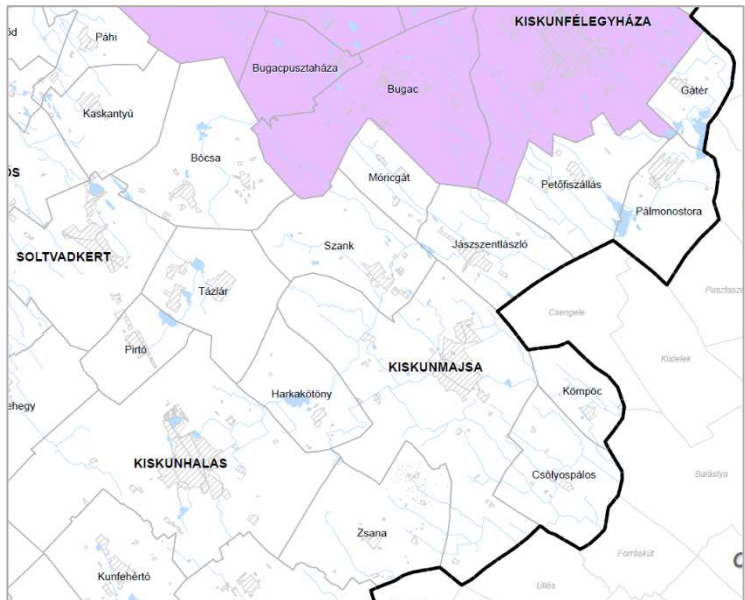 KISKUNFÉLEGYHÁZA
Páhi
Bugacpusztaháza
Bugac
Gátér
Kaskantyú
Bócsa
Móricgát
Petőfiszállás
Pálmonostora
Szank
Jászszentlászló
SOLTVADKERT
Tázlár
Csengele
Pirtó
Kistelek
KISKUNMAJSA
Harkakötöny
Kömpöc
ehegy
KISKUNHALAS
Csólyospálos
Balástya
Zsana
Forráskút
Kunfehértó
Üllés